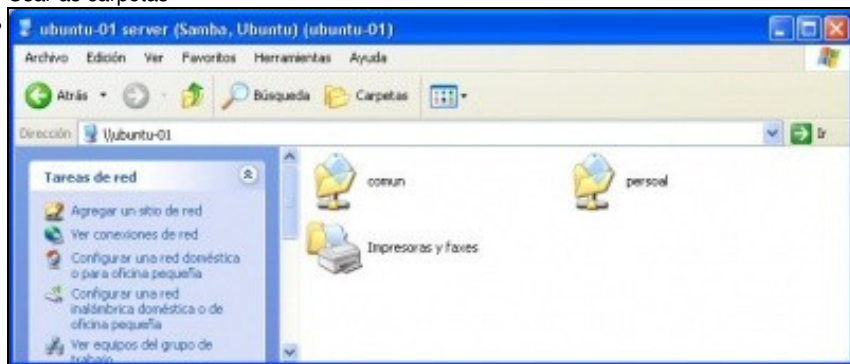 Usar as carpetas
ubuntu-01 server (Samba, Ubuntu) (ubuntu-01)
Archivo Edición Ver Favoritos Herramientas Ayuda
Atrás Búsqueda Carpetas
Dirección \\ubuntu-01 Ir
Tareas de red
Agregar un sitio de red
Ver conexiones de red
Configurar una red doméstica
o para oficina pequeña
Configurar una red
inalámbrica doméstica o de
oficina pequeña
Ver equipos del grupo de
trabajo
comun
persoal
Impresoras y faxes